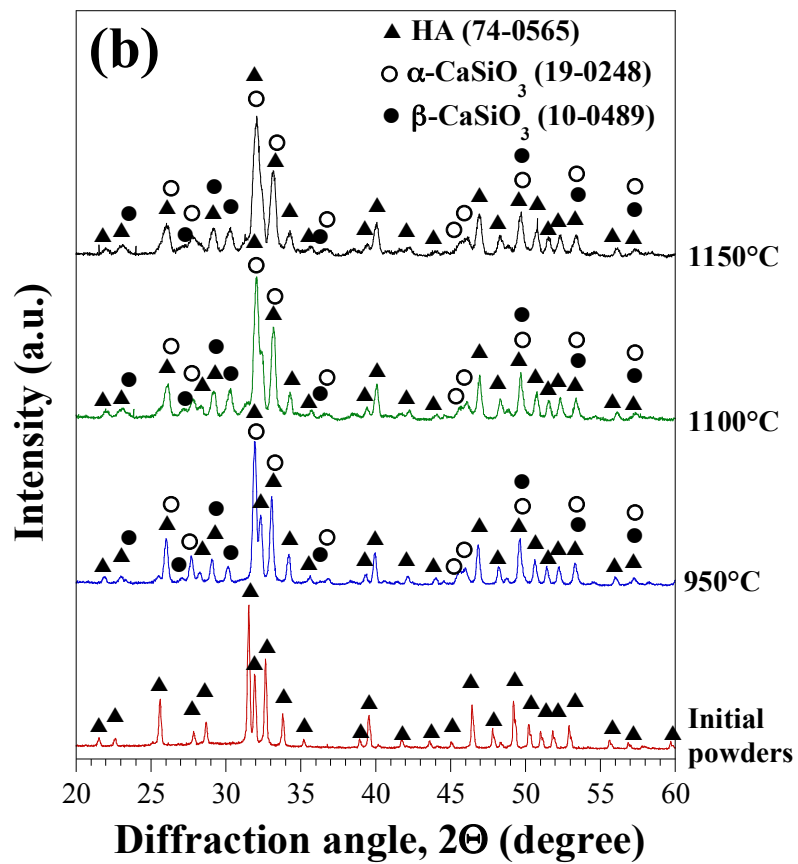 (b)
HA (74-0565)
α-CaSiO3 (19-0248)
β-CaSiO3 (10-0489)
1150°C
1100°C
950°C
Initial
powders
Intensity (a.u.)
20 25 30 35 40 45 50 55 60
Diffraction angle, 2Θ (degree)